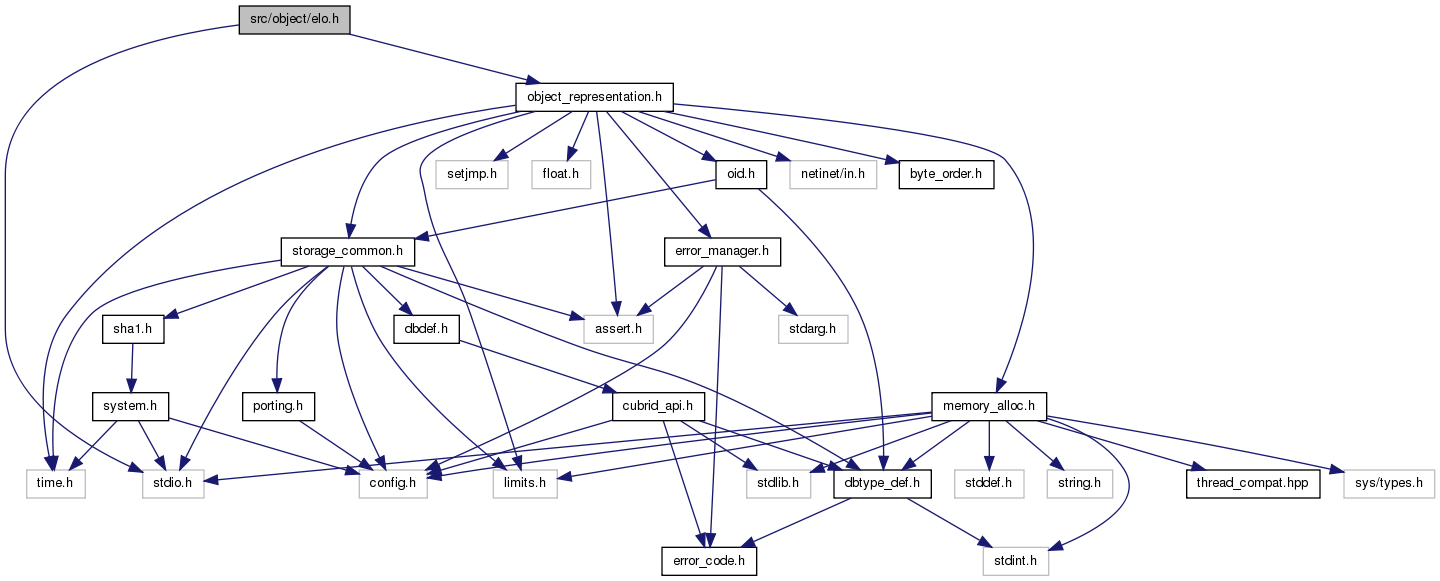 src/object/elo.h
object_representation.h
setjmp.h
float.h
oid.h
netinet/in.h
byte_order.h
storage_common.h
error_manager.h
sha1.h
dbdef.h
assert.h
stdarg.h
system.h
porting.h
cubrid_api.h
memory_alloc.h
time.h
stdio.h
config.h
limits.h
stdlib.h
dbtype_def.h
stddef.h
string.h
thread_compat.hpp
sys/types.h
error_code.h
stdint.h